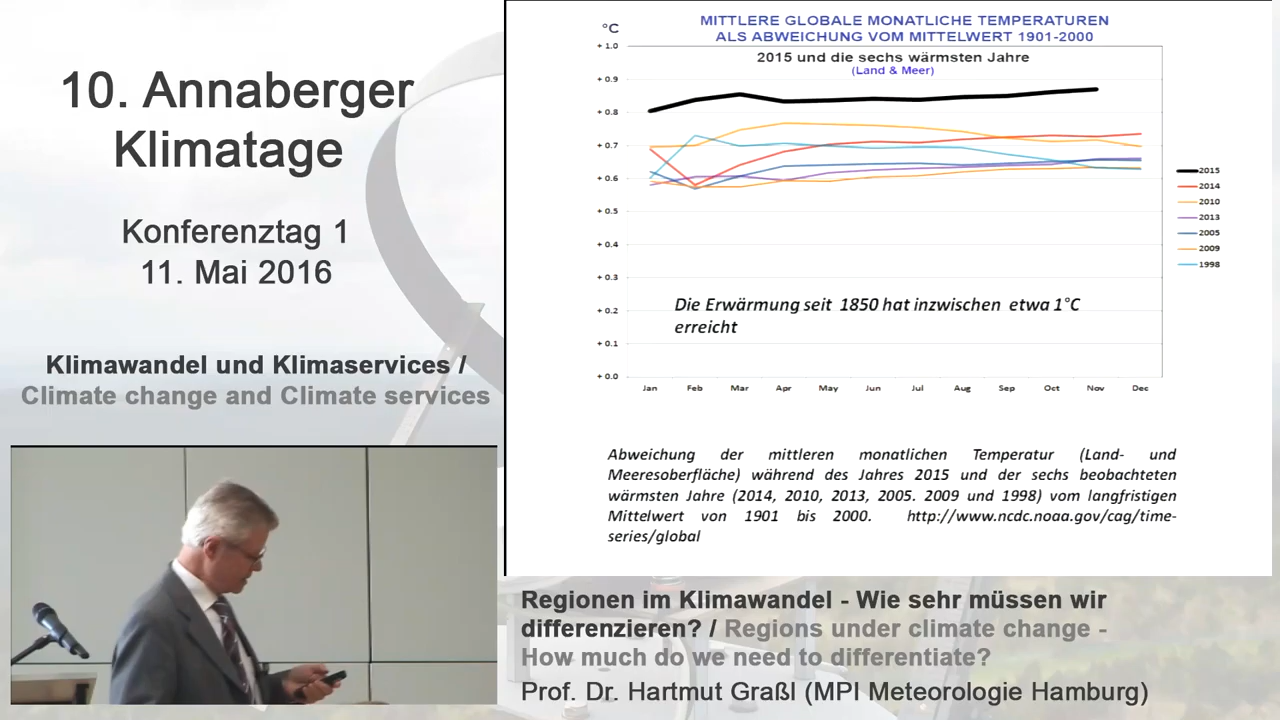 10. Annaberger
Klimatage
Konferenztag 1
11. Mai 2016
Klimawandel und Klimaservices /
Climate change and Climate services
°C
MITTLERE GLOBALE MONATLICHE TEMPERATUREN
ALS ABWEICHUNG VOM MITTELWERT 1901-2000
2015 und die sechs wärmsten Jahre
(Land & Meer)
+ 1.0
+ 0.9
+ 0.8
+ 0.7
+ 0.6
+ 0.5
+ 0.4
+ 0.3
+ 0.2
+ 0.1
+ 0.0
Die Erwärmung seit 1850 hat inzwischen etwa 1°C
erreicht
Jan Feb Mar Apr May Jun Jul Aug Sep Oct Nov Dec
2015
2014
2010
2013
2005
2009
1998
Abweichung der mittleren monatlichen Temperatur (Land- und
Meeresoberfläche) während des Jahres 2015 und der sechs beobachteten
wärmsten Jahre (2014, 2010, 2013, 2005. 2009 und 1998) vom langfristigen
Mittelwert von 1901 bis 2000. http://www.ncdc.noaa.gov/cag/time-
series/global
Regionen im Klimawandel - Wie sehr müssen wir
differenzieren? / Regions under climate change -
How much do we need to differentiate?
Prof. Dr. Hartmut Graßl (MPI Meteorologie Hamburg)